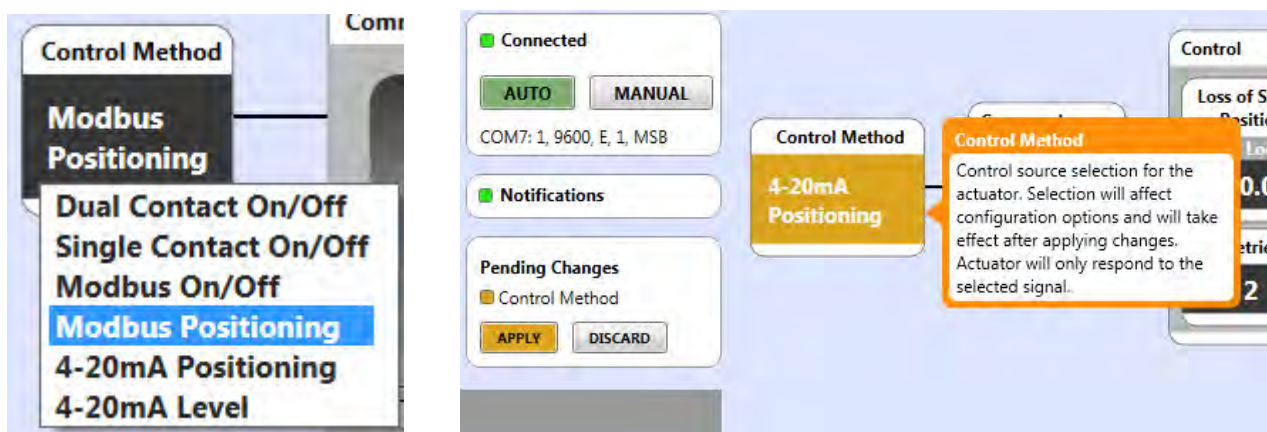 Control Method
Modbus
Positioning
Dual Contact On/Off
Single Contact On/Off
Modbus On/Off
Modbus Positioning
4-20mA Positioning
4-20mA Level
Connected
AUTO MANUAL
COM7: 1, 9600, E, 1, MSB
Notifications
Pending Changes
Control Method
APPLY DISCARD
Control Method
4-20mA
Positioning
Control Method
Control source selection for the
actuator. Selection will affect
configuration options and will take
effect after applying changes.
Actuator will only respond to the
selected signal.
Control
Loss of S
2